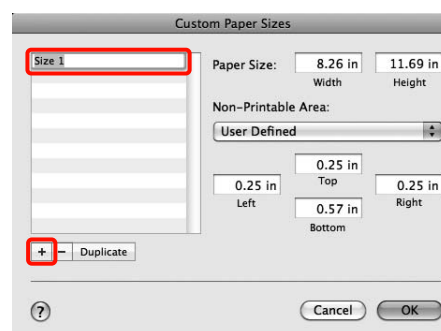 Custom Paper Sizes
Size 1
Paper Size:
8.26 in
11.69 in
Width
Height
Non-Printable Area:
User Defined
0.25 in
Top
0.25 in
0.25 in
Left
Right
0.57 in
Bottom
+ − Duplicate
?
Cancel
OK